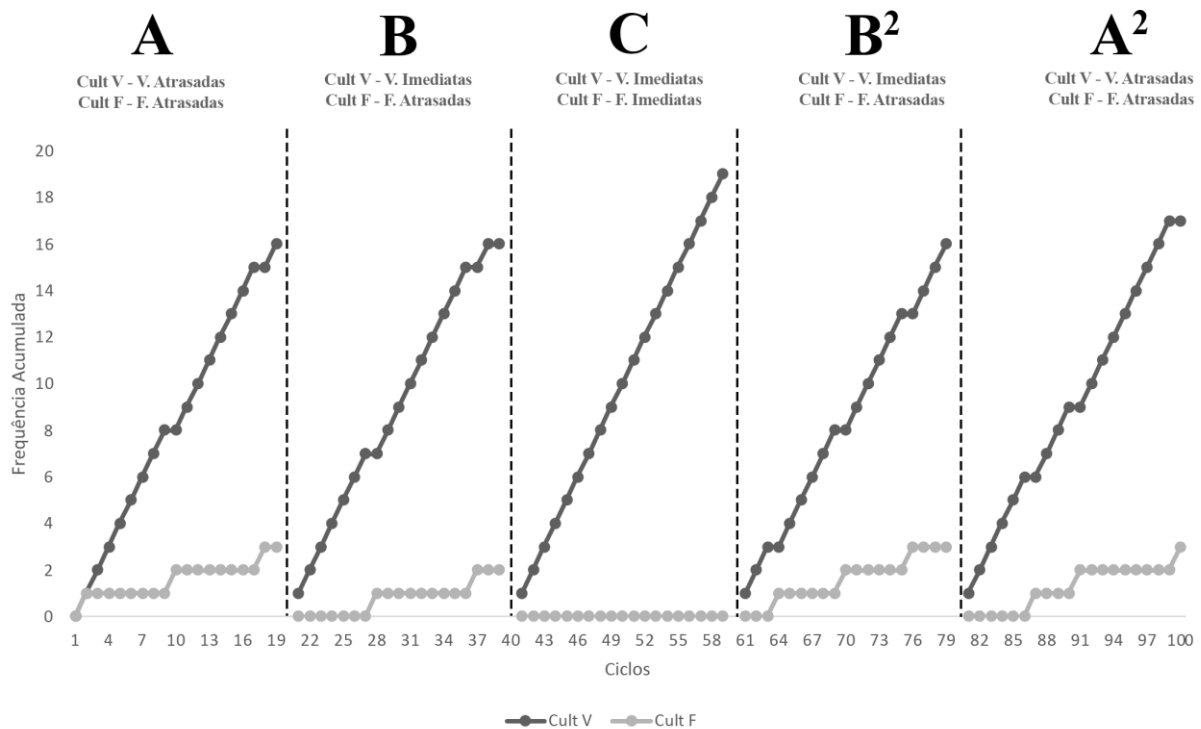 A B C B² A²
Cult V - V. Atrasadas Cult V - V. Imediatas Cult V - V. Imediatas Cult V - V. Imediatas Cult V - V. Atrasadas
Cult F - F. Atrasadas Cult F - F. Atrasadas Cult F - F. Imediatas Cult F - F. Atrasadas Cult F - F. Atrasadas
20
18
16
14
12
10
8
6
4
2
0
Frequência Acumulada
1 4 7 10 13 16 19 22 25 28 31 34 37 40 43 46 49 52 55 58 61 64 67 70 73 76 79 82 85 88 91 94 97 100
Ciclos
Cult V Cult F